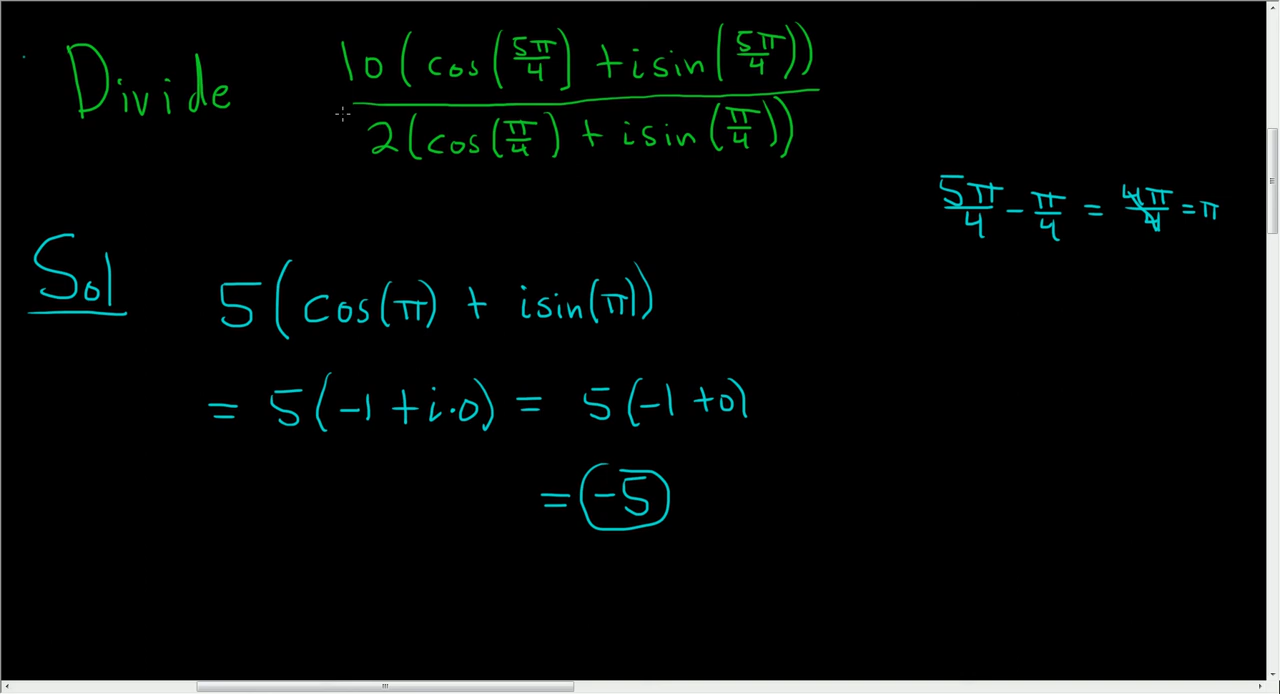 Divide 10(cos(5π/4) + isin(5π/4)) / 2(cos(π/4) + isin(π/4))
5π/4 - π/4 = 4π/4 = π
Sol 5(cos(π) + isin(π))
= 5(-1 + i·0) = 5(-1 + 0)
= -5